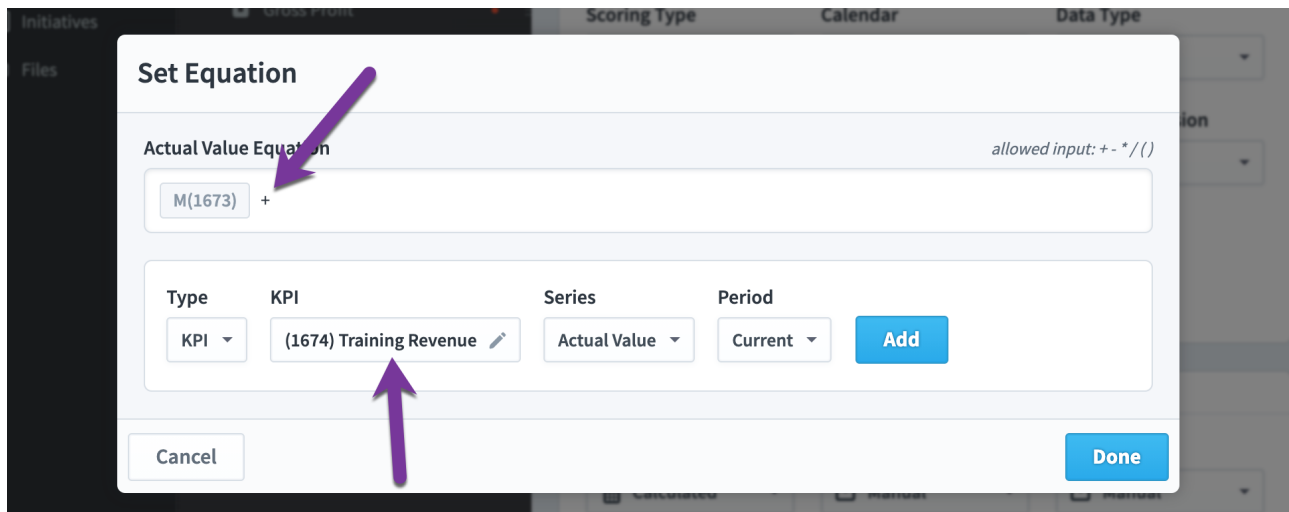 Initiatives
Gross Profit
Scoring Type
Calendar
Data Type
Files
Set Equation
Actual Value Equation
allowed input: + - * / ( )
M(1673) +
Type
KPI
Series
Period
KPI
(1674) Training Revenue
Actual Value
Current
Add
Cancel
Done
Calculated
Manual
Manual